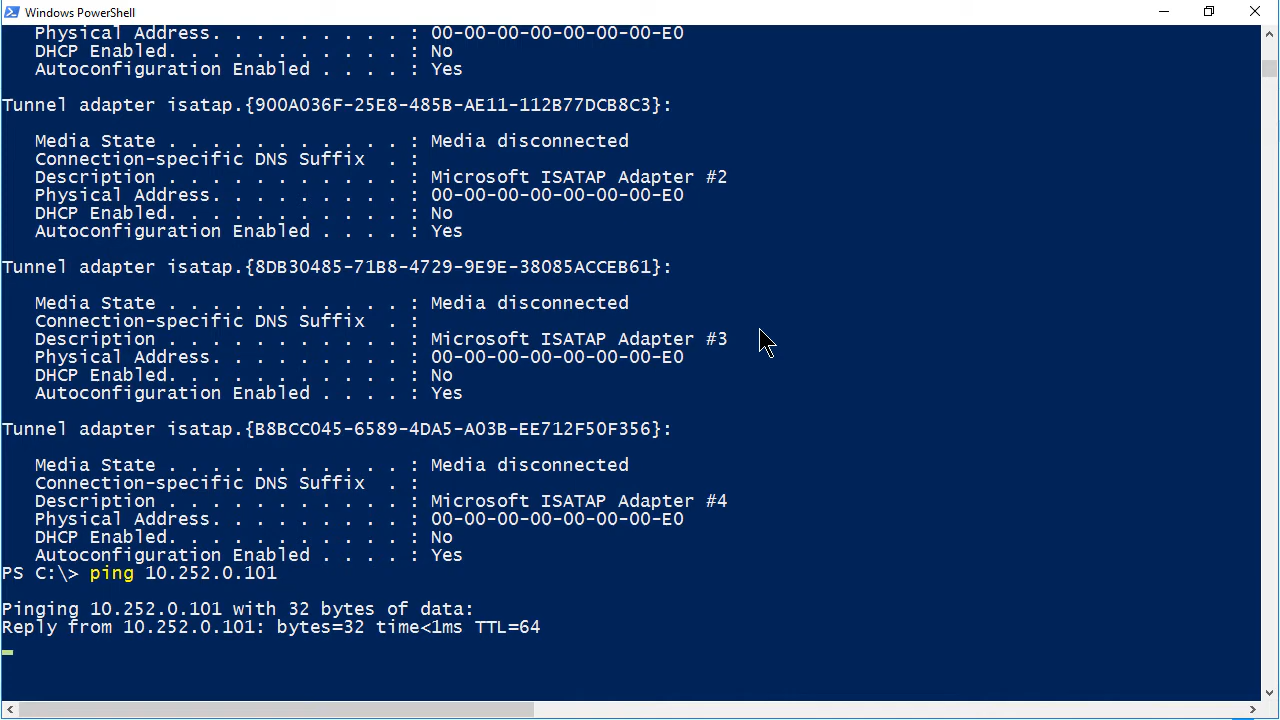 Windows PowerShell
   Physical Address. . . . . . . . . : 00-00-00-00-00-00-00-E0
   DHCP Enabled. . . . . . . . . . . : No
   Autoconfiguration Enabled . . . . : Yes
Tunnel adapter isatap.{900A036F-25E8-485B-AE11-112B77DCB8C3}:
   Media State . . . . . . . . . . . : Media disconnected
   Connection-specific DNS Suffix  . :
   Description . . . . . . . . . . . : Microsoft ISATAP Adapter #2
   Physical Address. . . . . . . . . : 00-00-00-00-00-00-00-E0
   DHCP Enabled. . . . . . . . . . . : No
   Autoconfiguration Enabled . . . . : Yes
Tunnel adapter isatap.{8DB30485-71B8-4729-9E9E-38085ACCEB61}:
   Media State . . . . . . . . . . . : Media disconnected
   Connection-specific DNS Suffix  . :
   Description . . . . . . . . . . . : Microsoft ISATAP Adapter #3
   Physical Address. . . . . . . . . : 00-00-00-00-00-00-00-E0
   DHCP Enabled. . . . . . . . . . . : No
   Autoconfiguration Enabled . . . . : Yes
Tunnel adapter isatap.{B8BCC045-6589-4DA5-A03B-EE712F50F356}:
   Media State . . . . . . . . . . . : Media disconnected
   Connection-specific DNS Suffix  . :
   Description . . . . . . . . . . . : Microsoft ISATAP Adapter #4
   Physical Address. . . . . . . . . : 00-00-00-00-00-00-00-E0
   DHCP Enabled. . . . . . . . . . . : No
   Autoconfiguration Enabled . . . . : Yes
PS C:\> ping 10.252.0.101
Pinging 10.252.0.101 with 32 bytes of data:
Reply from 10.252.0.101: bytes=32 time<1ms TTL=64